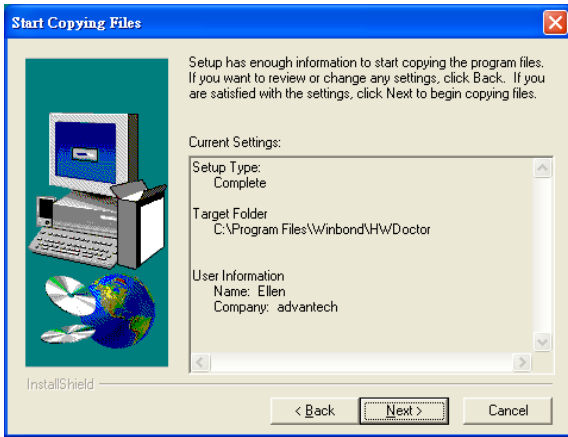 Start Copying Files
Setup has enough information to start copying the program files.
If you want to review or change any settings, click Back. If you
are satisfied with the settings, click Next to begin copying files.
Current Settings:
Setup Type:
Complete
Target Folder
C:\Program Files\Winbond\HWDoctor
User Information
Name: Ellen
Company: advantech
InstallShield
< Back
Next >
Cancel